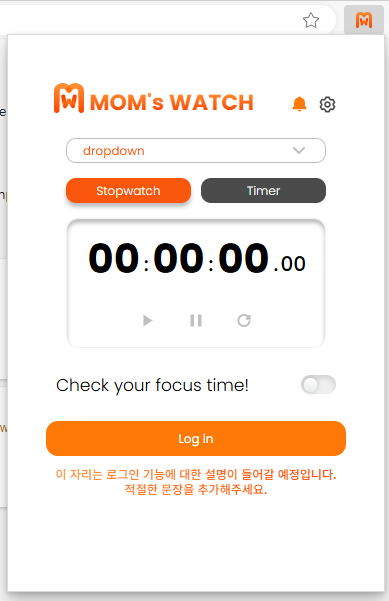 MOM's WATCH
dropdown
Stopwatch Timer
00:00:00.00
Check your focus time!
Log in
이 자리는 로그인 기능에 대한 설명이 들어갈 예정입니다.
적절한 문장을 추가해주세요.